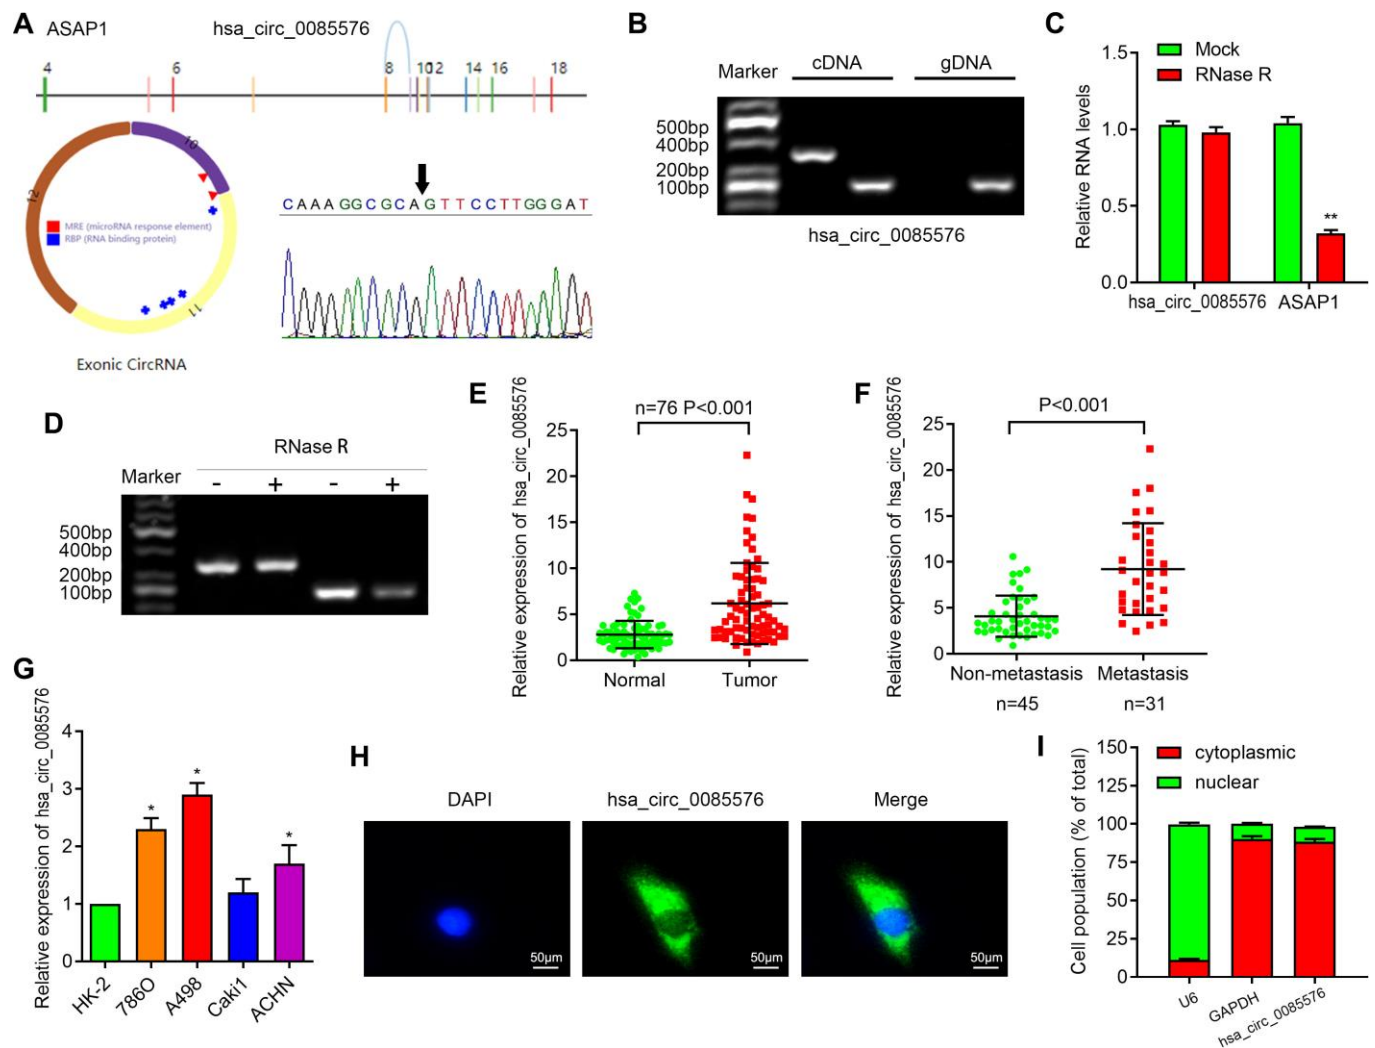 A
ASAP1
hsa_circ_0085576
4
6
8
10
12
14
16
18
10
12
11
MRE (microRNA response element)
RBP (RNA binding protein)
Exonic CircRNA
CAAAGGCGCAGTTCCTTGGGAT
B
Marker
cDNA
gDNA
500bp
400bp
200bp
100bp
hsa_circ_0085576
C
Mock
RNase R
Relative RNA levels
1.5
1.0
0.5
0.0
**
hsa_circ_0085576
ASAP1
D
RNase R
Marker
- + - +
500bp
400bp
200bp
100bp
E
n=76 P<0.001
Relative expression of hsa_circ_0085576
25
20
15
10
5
0
Normal
Tumor
F
P<0.001
Relative expression of hsa_circ_0085576
25
20
15
10
5
0
Non-metastasis
Metastasis
n=45
n=31
G
Relative expression of hsa_circ_0085576
4
3
2
1
0
*
*
*
HK-2
786O
A498
Caki1
ACHN
H
DAPI
hsa_circ_0085576
Merge
50μm
50μm
50μm
I
cytoplasmic
nuclear
Cell population (% of total)
150
125
100
75
50
25
0
U6
GAPDH
hsa_circ_0085576